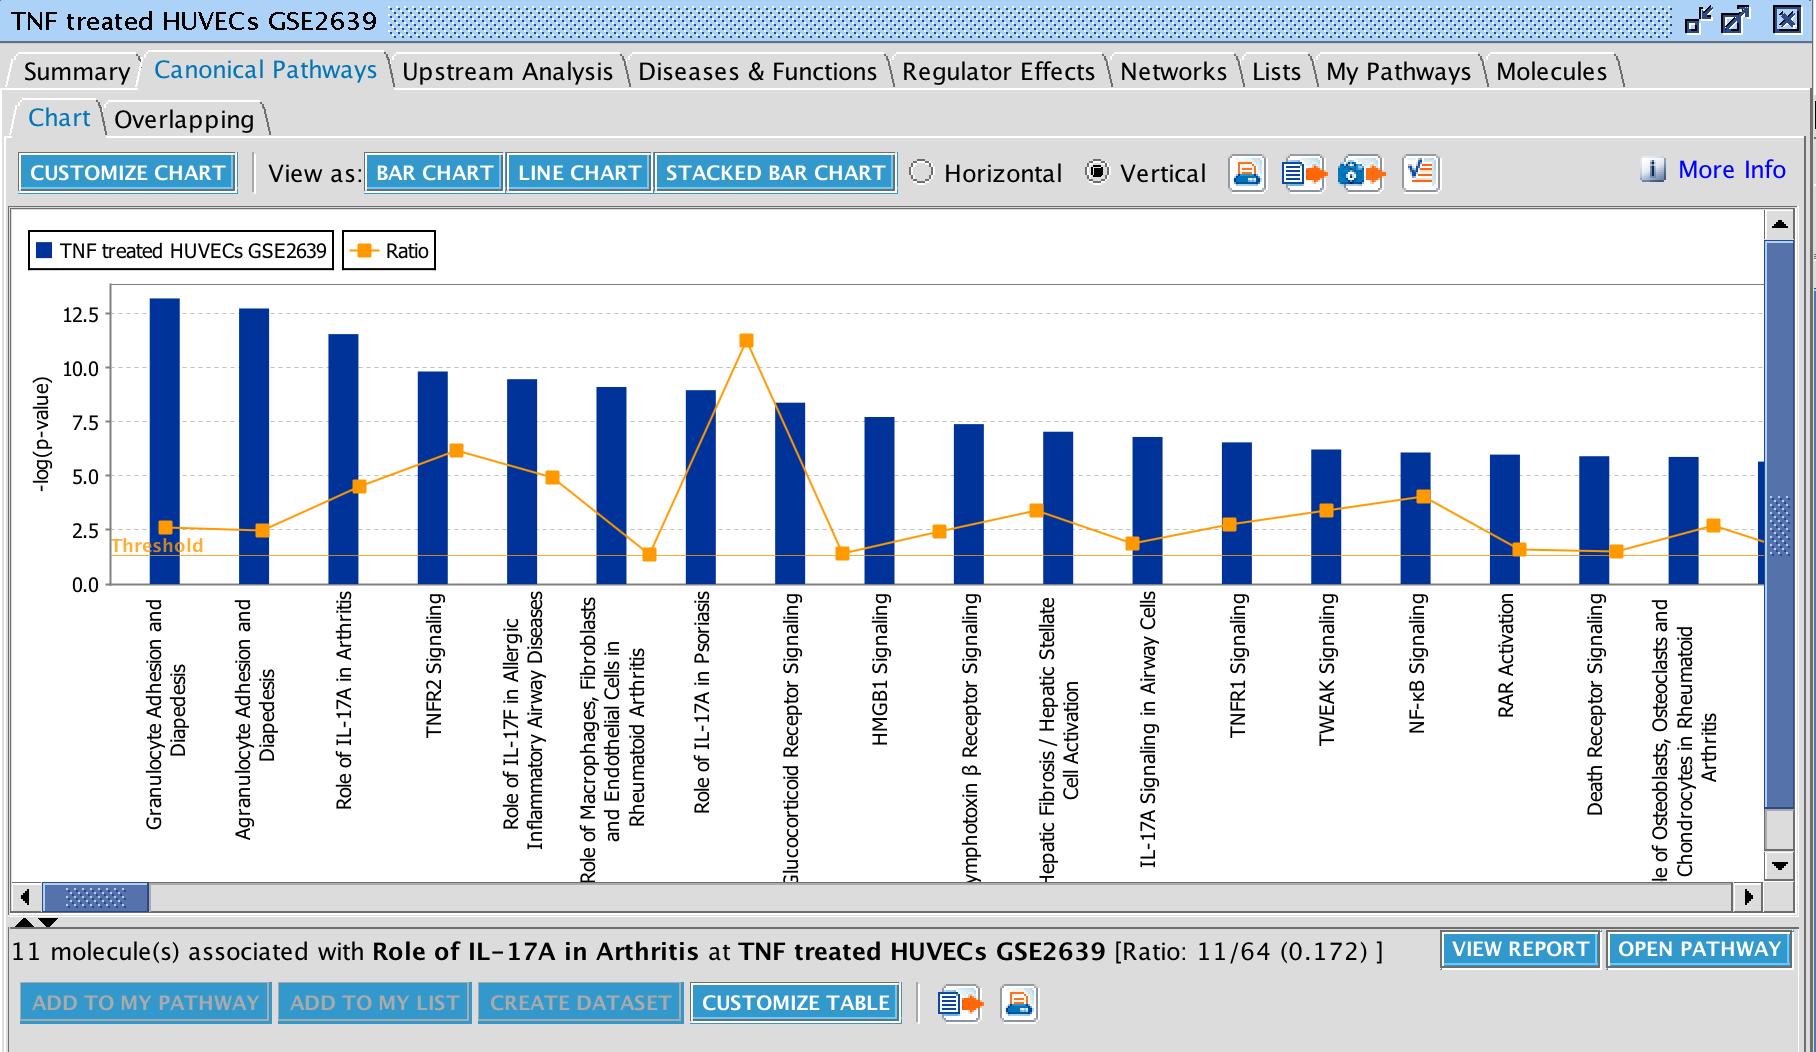 TNF treated HUVECs GSE2639
Summary Canonical Pathways Upstream Analysis Diseases & Functions Regulator Effects Networks Lists My Pathways Molecules
Chart Overlapping
CUSTOMIZE CHART View as: BAR CHART LINE CHART STACKED BAR CHART Horizontal Vertical More Info
TNF treated HUVECs GSE2639 Ratio
12.5
10.0
7.5
5.0
2.5
0.0
-log(p-value)
Threshold
Granulocyte Adhesion and
Diapedesis
Agranulocyte Adhesion and
Diapedesis
Role of IL-17A in Arthritis
TNFR2 Signaling
Role of IL-17F in Allergic
Inflammatory Airway Diseases
Role of Macrophages, Fibroblasts
and Endothelial Cells in
Rheumatoid Arthritis
Role of IL-17A in Psoriasis
Glucocorticoid Receptor Signaling
HMGB1 Signaling
ymphotoxin β Receptor Signaling
Hepatic Fibrosis / Hepatic Stellate
Cell Activation
IL-17A Signaling in Airway Cells
TNFR1 Signaling
TWEAK Signaling
NF-κB Signaling
RAR Activation
Death Receptor Signaling
le of Osteoblasts, Osteoclasts and
Chondrocytes in Rheumatoid
Arthritis
11 molecule(s) associated with Role of IL-17A in Arthritis at TNF treated HUVECs GSE2639 [Ratio: 11/64 (0.172) ] VIEW REPORT OPEN PATHWAY
ADD TO MY PATHWAY ADD TO MY LIST CREATE DATASET CUSTOMIZE TABLE